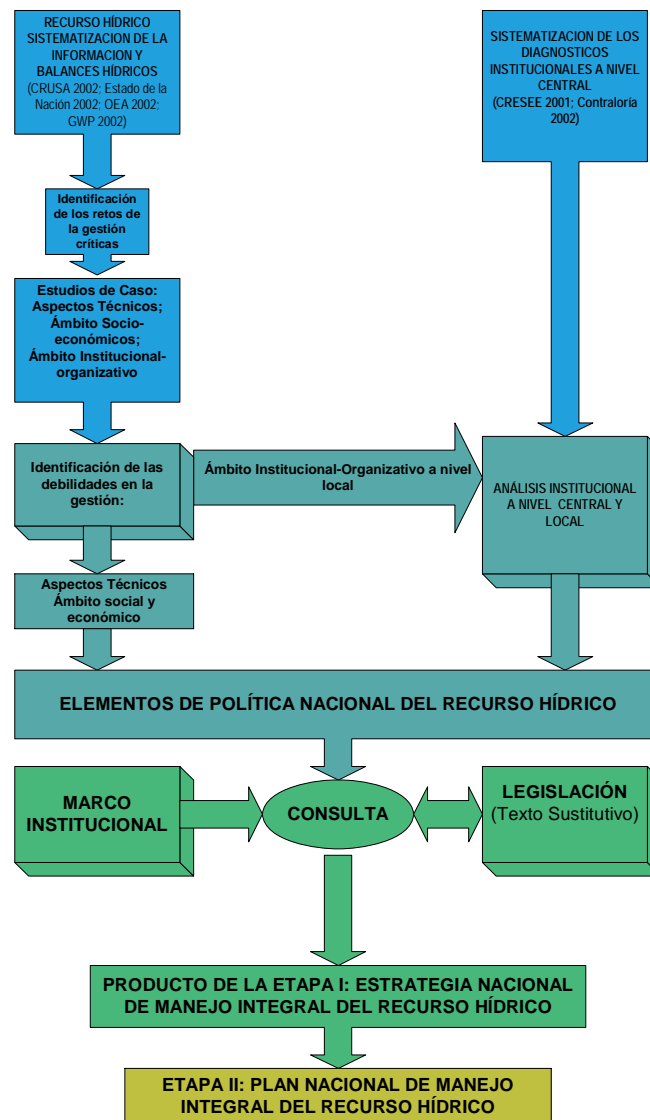 RECURSO HÍDRICO
SISTEMATIZACION DE LA
INFORMACION Y
BALANCES HÍDRICOS
(CRUSA 2002; Estado de la
Nación 2002; OEA 2002;
GWP 2002)
SISTEMATIZACION DE LOS
DIAGNOSTICOS
INSTITUCIONALES A NIVEL
CENTRAL
(CRESEE 2001; Contraloría
2002)
Identificación
de los retos de
la gestión
críticas
Estudios de Caso:
Aspectos Técnicos;
Ámbito Socio-
económicos;
Ámbito Institucional-
organizativo
Identificación de las
debilidades en la
gestión:
Ámbito Institucional-Organizativo a nivel
local
ANÁLISIS INSTITUCIONAL
A NIVEL CENTRAL Y
LOCAL
Aspectos Técnicos
Ámbito social y
económico
ELEMENTOS DE POLÍTICA NACIONAL DEL RECURSO HÍDRICO
MARCO
INSTITUCIONAL
CONSULTA
LEGISLACIÓN
(Texto Sustitutivo)
PRODUCTO DE LA ETAPA I: ESTRATEGIA NACIONAL
DE MANEJO INTEGRAL DEL RECURSO HÍDRICO
ETAPA II: PLAN NACIONAL DE MANEJO
INTEGRAL DEL RECURSO HÍDRICO